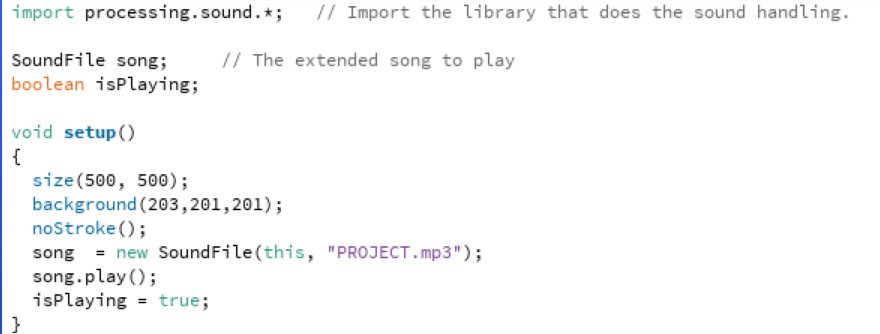 import processing.sound.*;   // Import the library that does the sound handling.
SoundFile song;     // The extended song to play
boolean isPlaying;
void setup()
{
  size(500, 500);
  background(203,201,201);
  noStroke();
  song  = new SoundFile(this, "PROJECT.mp3");
  song.play();
  isPlaying = true;
}